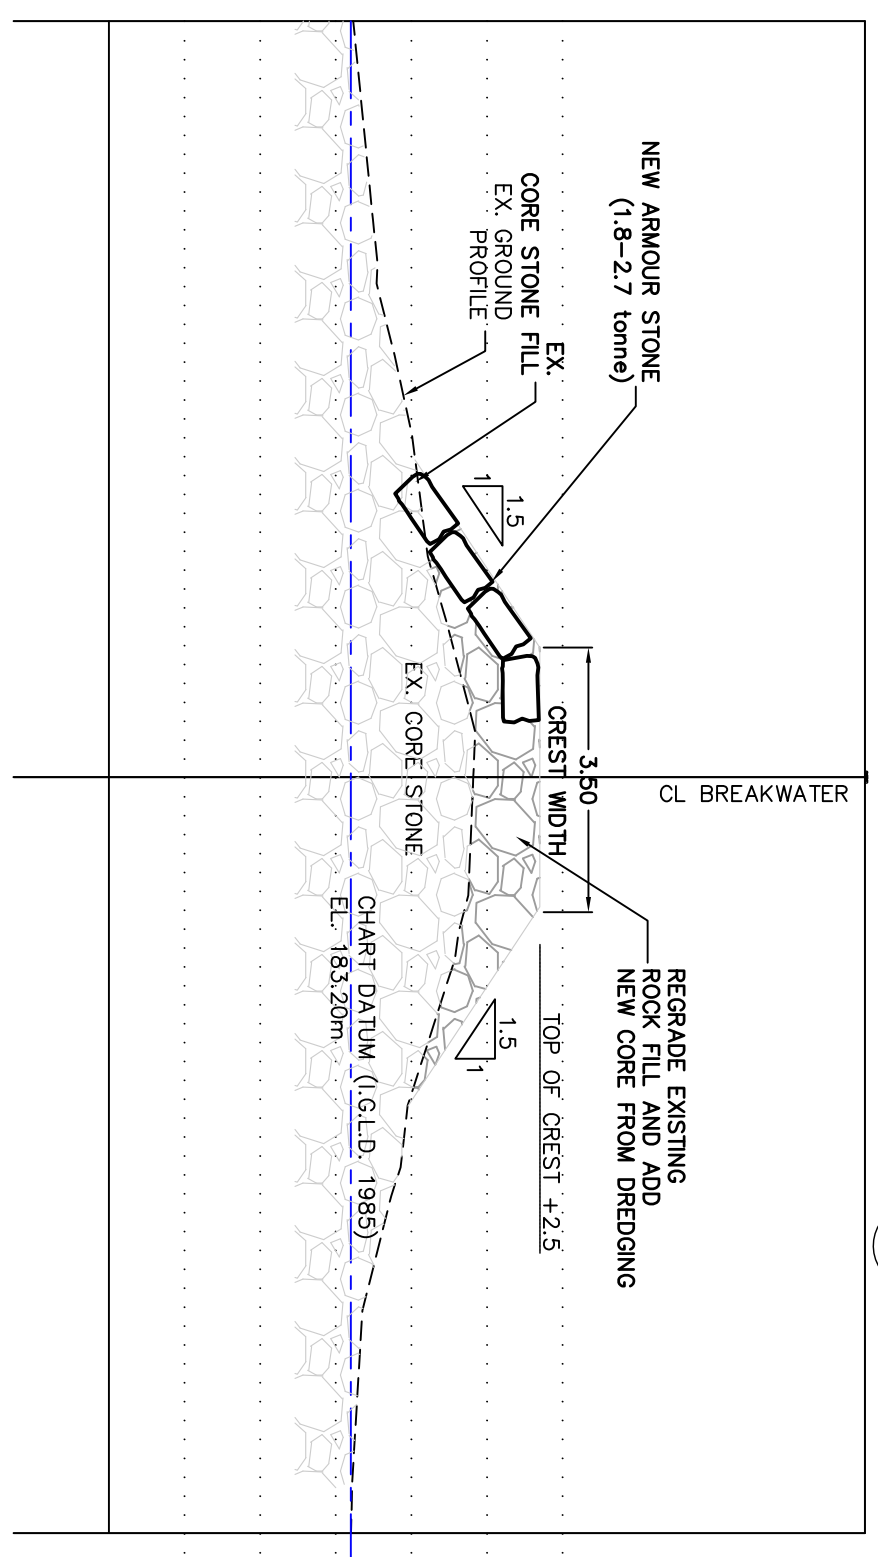 NEW ARMOUR STONE
(1.8-2.7 tonne)
EX.
CORE STONE FILL
EX. GROUND
PROFILE
1
1.5
3.50
CREST WIDTH
CL BREAKWATER
EX. CORE STONE
REGRADE EXISTING
ROCK FILL AND ADD
NEW CORE FROM DREDGING
TOP OF CREST +2.5
1.5
1
CHART DATUM (I.G.L.D. 1985)
EL. 183.20m